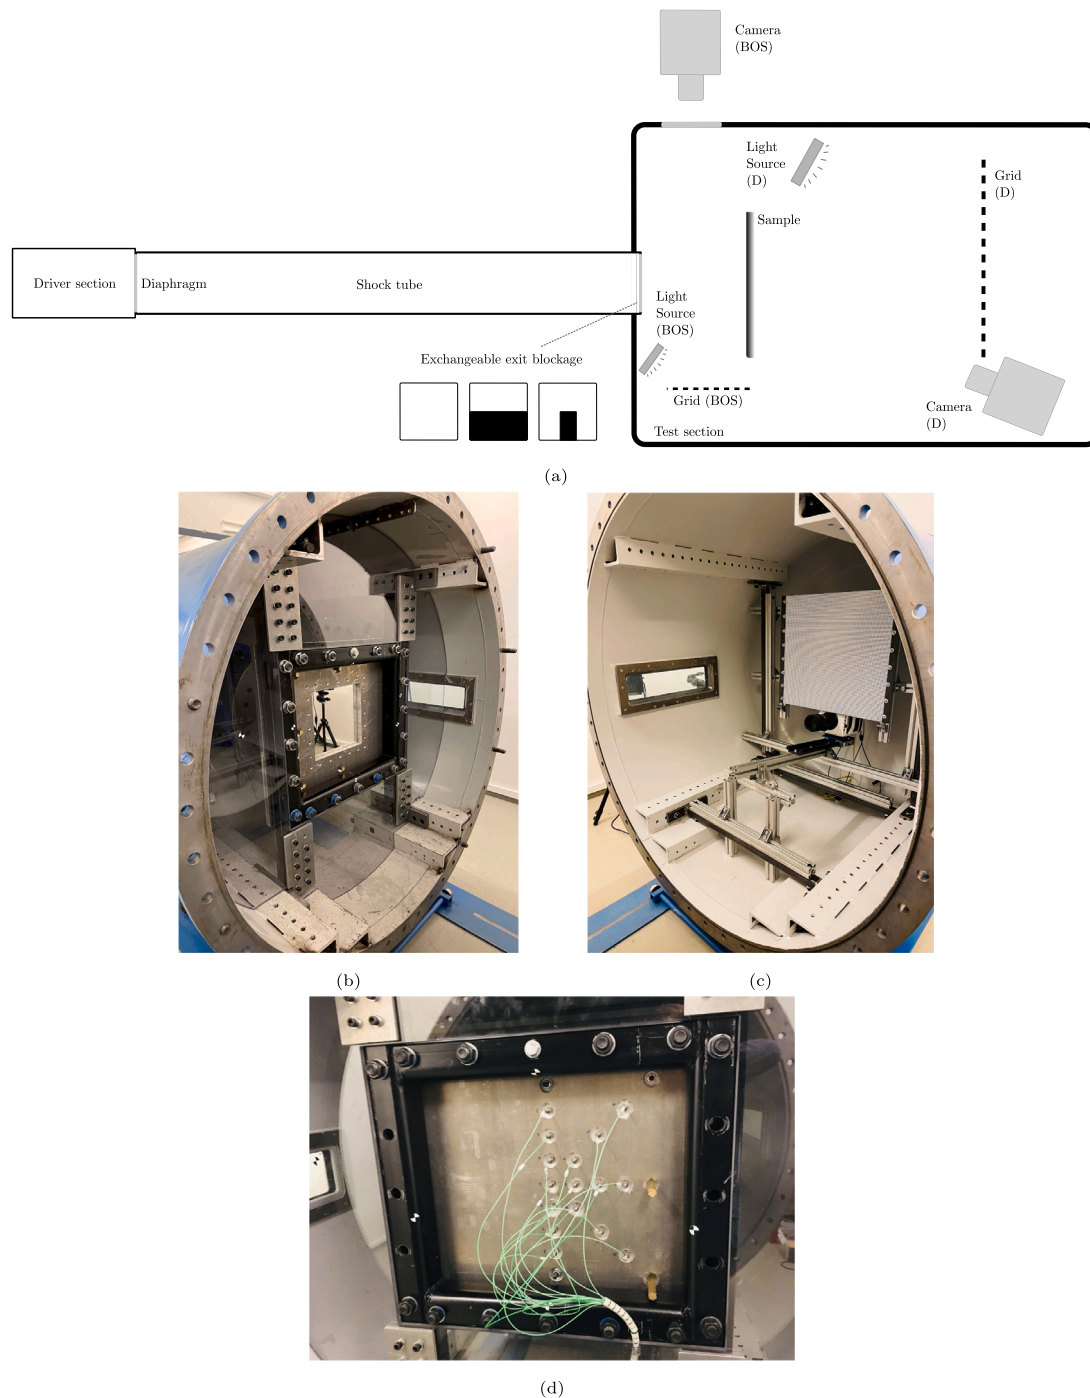 Camera
(BOS)
Light
Source
(D)
Grid
(D)
Sample
Driver section
Diaphragm
Shock tube
Light
Source
(BOS)
Exchangeable exit blockage
Grid (BOS)
Camera
(D)
Test section
(a)
(b)
(c)
(d)